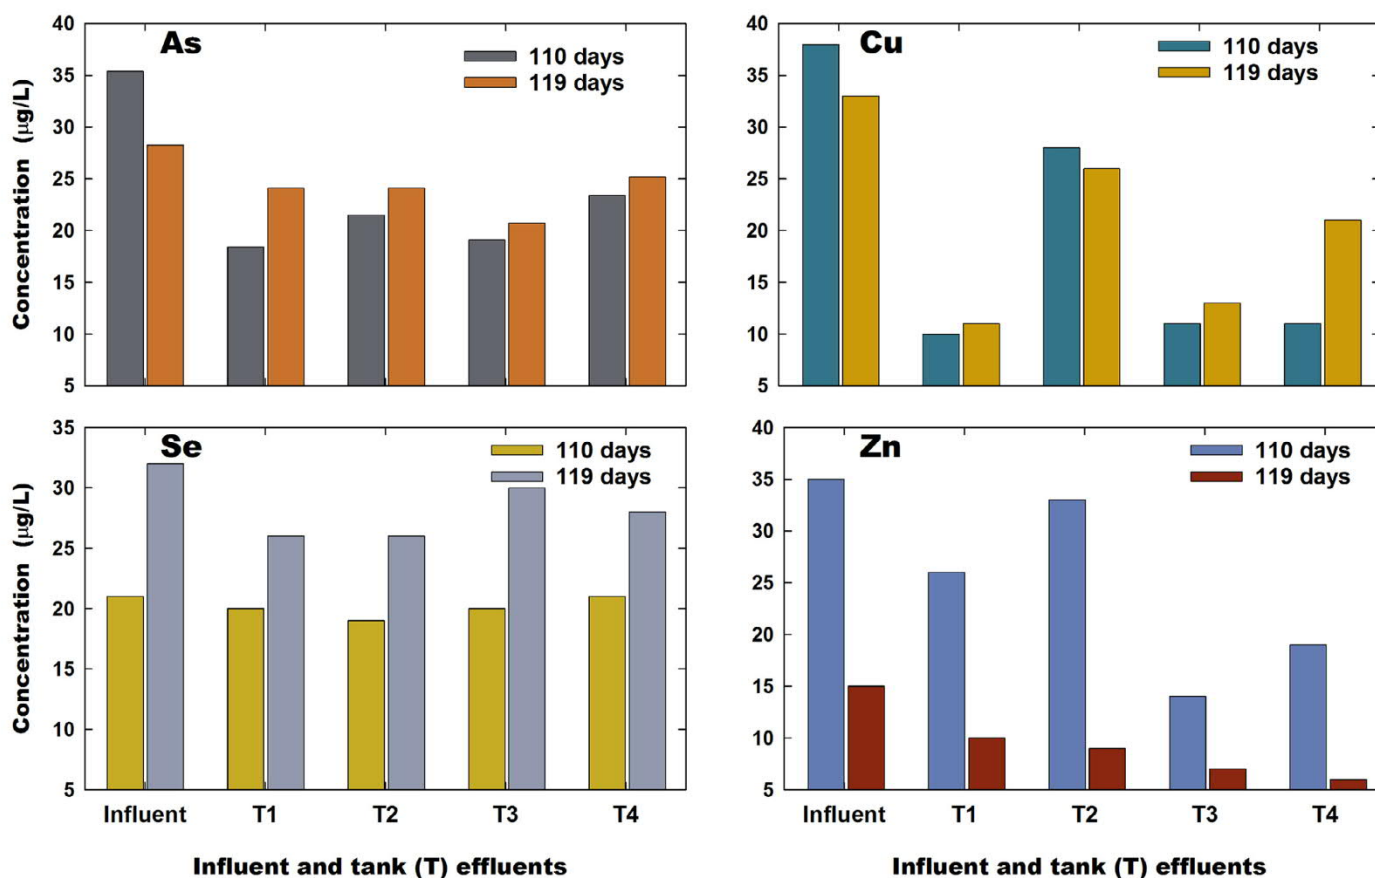 As
110 days
119 days
40
35
30
25
20
15
10
5
Concentration (µg/L)
Cu
110 days
119 days
40
35
30
25
20
15
10
5
Se
110 days
119 days
35
30
25
20
15
10
5
Concentration (µg/L)
Influent T1 T2 T3 T4
Influent and tank (T) effluents
Zn
110 days
119 days
40
35
30
25
20
15
10
5
Influent T1 T2 T3 T4
Influent and tank (T) effluents